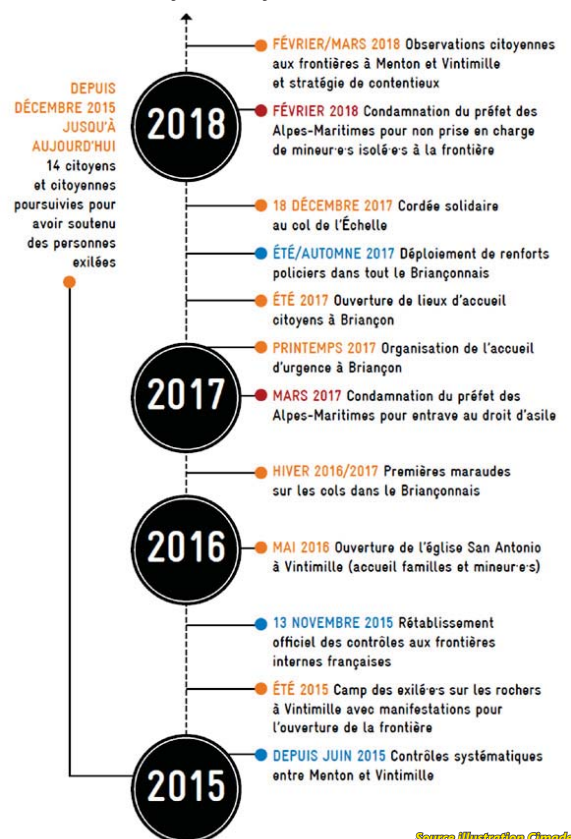 FÉVRIER/MARS 2018 Observations citoyennes
aux frontières à Menton et Vintimille
et stratégie de contentieux
DEPUIS
DÉCEMBRE 2015
JUSQU'À
AUJOURD'HUI
14 citoyens
et citoyennes
poursuivies pour
avoir soutenu
des personnes
exilées
2018
FÉVRIER 2018 Condamnation du préfet des
Alpes-Maritimes pour non prise en charge
de mineur·e·s isolé·e·s à la frontière
18 DÉCEMBRE 2017 Cordée solidaire
au col de l'Échelle
ÉTÉ/AUTOMNE 2017 Déploiement de renforts
policiers dans tout le Briançonnais
ÉTÉ 2017 Ouverture de lieux d'accueil
citoyens à Briançon
PRINTEMPS 2017 Organisation de l'accueil
d'urgence à Briançon
2017
MARS 2017 Condamnation du préfet des
Alpes-Maritimes pour entrave au droit d'asile
HIVER 2016/2017 Premières maraudes
sur les cols dans le Briançonnais
2016
MAI 2016 Ouverture de l'église San Antonio
à Vintimille (accueil familles et mineur·e·s)
13 NOVEMBRE 2015 Rétablissement
officiel des contrôles aux frontières
internes françaises
ÉTÉ 2015 Camp des exilé·e·s sur les rochers
à Vintimille avec manifestations pour
l'ouverture de la frontière
DEPUIS JUIN 2015 Contrôles systématiques
entre Menton et Vintimille
2015
Source illustration Cimade